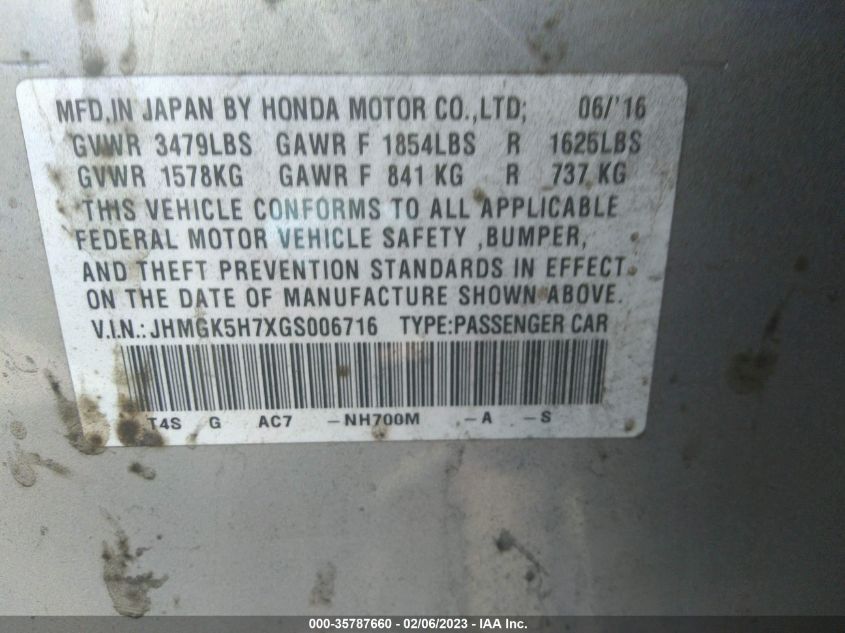 MFD.IN JAPAN BY HONDA MOTOR CO.,LTD; 06/'16
GVWR 3479LBS GAWR F 1854LBS R 1625LBS
GVWR 1578KG GAWR F 841 KG R 737 KG
THIS VEHICLE CONFORMS TO ALL APPLICABLE
FEDERAL MOTOR VEHICLE SAFETY ,BUMPER,
AND THEFT PREVENTION STANDARDS IN EFFECT
ON THE DATE OF MANUFACTURE SHOWN ABOVE.
V.I.N.:JHMGK5H7XGS006716 TYPE:PASSENGER CAR
T4S G AC7 -NH700M -A -S
000-35787660 - 02/06/2023 - IAA Inc.